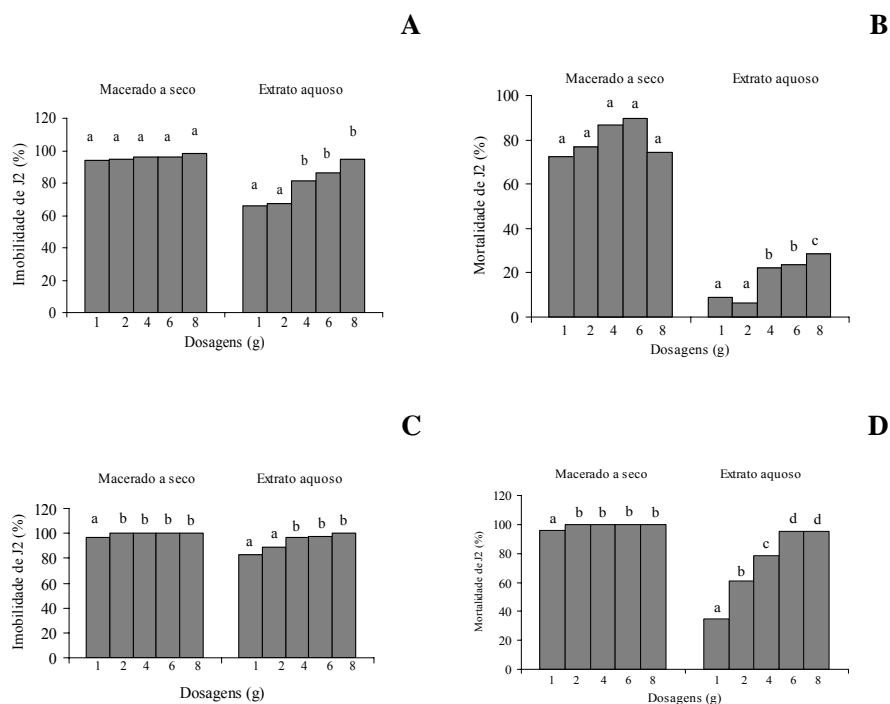 A
Macerado a seco Extrato aquoso
Imobilidade de J2 (%)
120
100
80
60
40
20
0
a a a a a a a b b b
1 2 4 6 8 1 2 4 6 8
Dosagens (g)
B
Macerado a seco Extrato aquoso
Mortalidade de J2 (%)
100
80
60
40
20
0
a a a a a a a b b c
1 2 4 6 8 1 2 4 6 8
Dosagens (g)
C
Macerado a seco Extrato aquoso
Imobilidade de J2 (%)
120
100
80
60
40
20
0
a b b b b a a b b b
1 2 4 6 8 1 2 4 6 8
Dosagens (g)
D
Macerado a seco Extrato aquoso
Mortalidade de J2 (%)
120
100
80
60
40
20
0
a b b b b a b c d d
1 2 4 6 8 1 2 4 6 8
Dosagens (g)